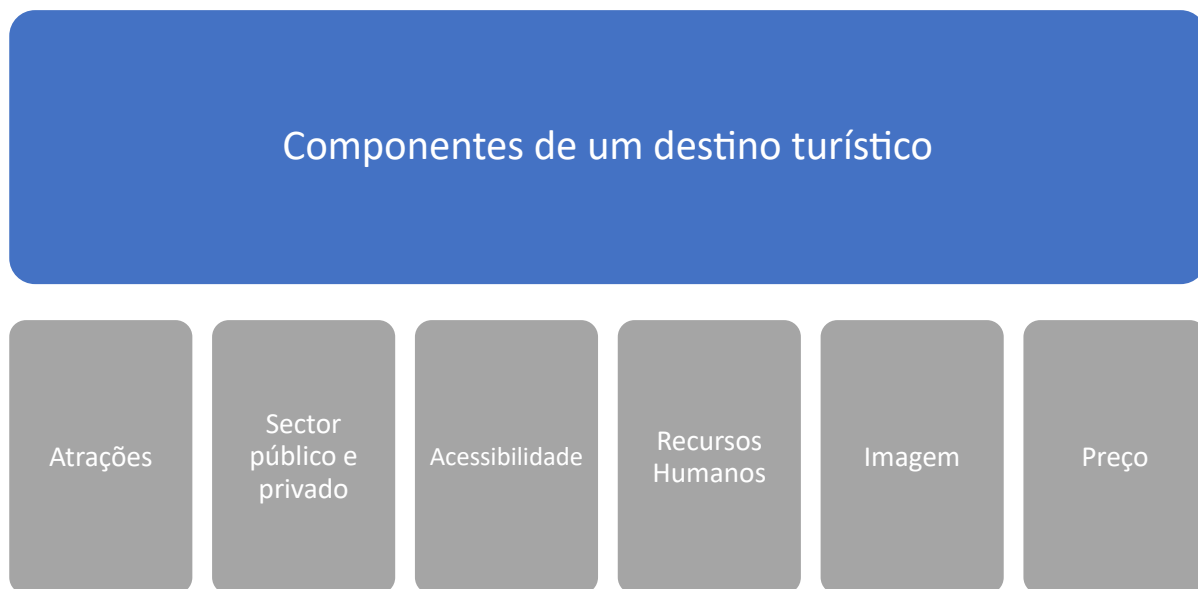 Componentes de um destino turístico
Atrações
Sector
público e
privado
Acessibilidade
Recursos
Humanos
Imagem
Preço